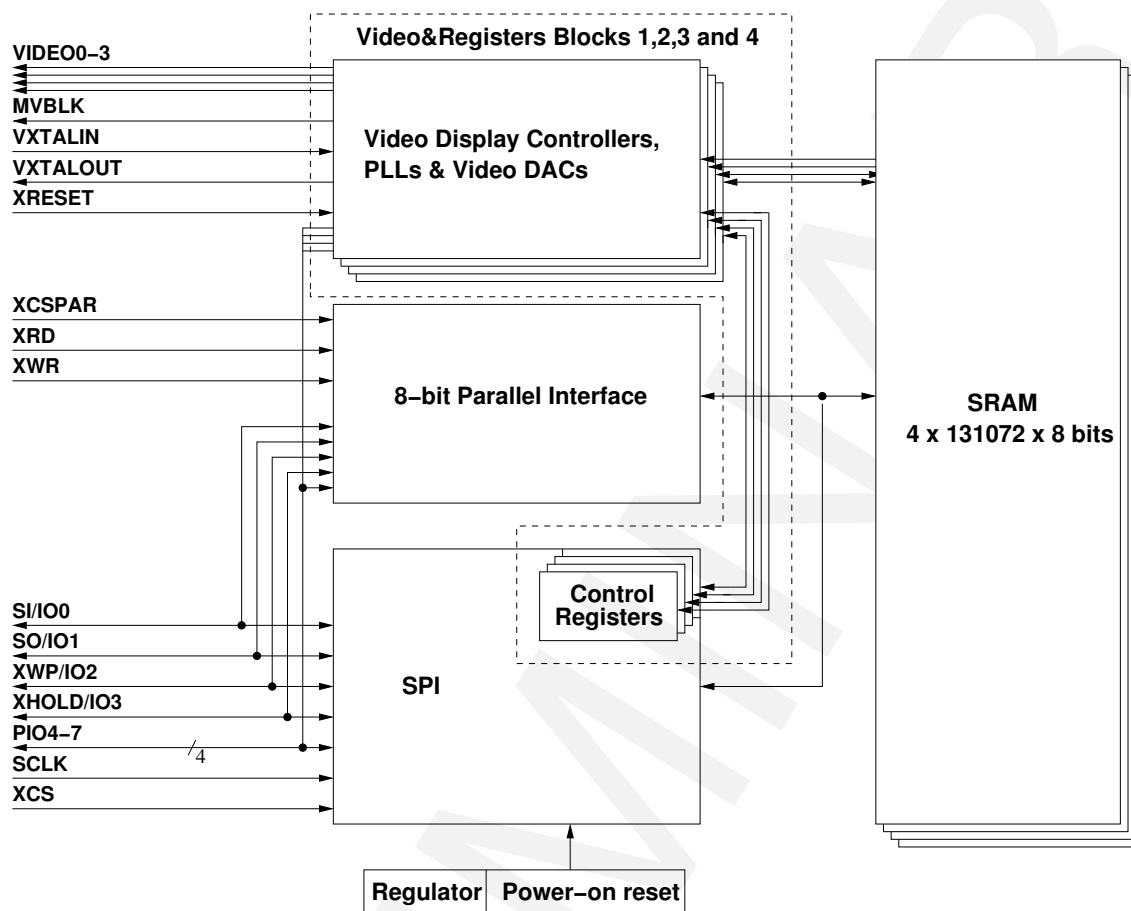 Video&Registers Blocks 1,2,3 and 4
VIDEO0−3
MVBLK
VXTALIN
VXTALOUT
XRESET
Video Display Controllers,
PLLs & Video DACs
XCSPAR
XRD
XWR
8−bit Parallel Interface
SRAM
4 x 131072 x 8 bits
Control
Registers
SI/IO0
SO/IO1
XWP/IO2
XHOLD/IO3
PIO4−7
4
SCLK
XCS
SPI
Regulator
Power−on reset